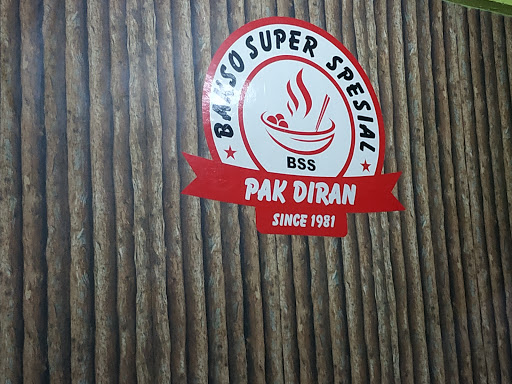 BAKSO SUPER SPESIAL
BSS
PAK DIRAN
SINCE 1981